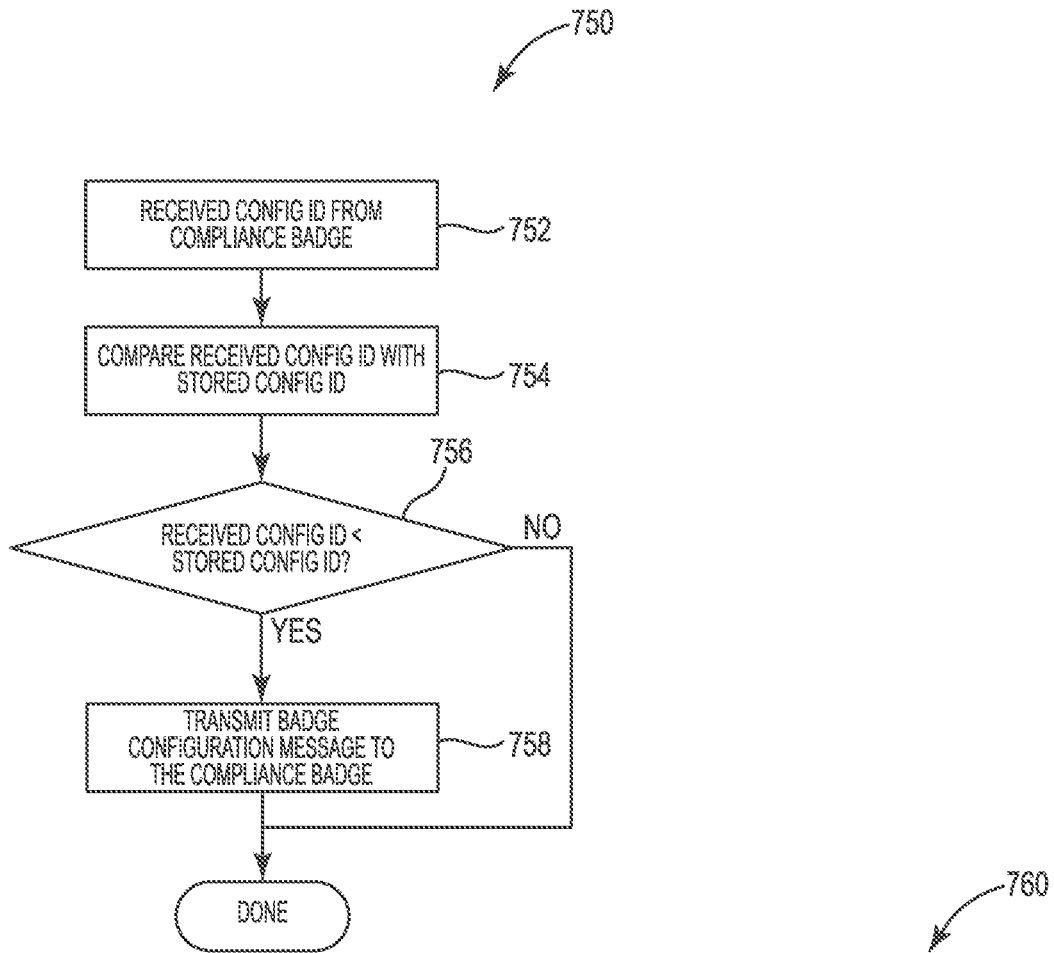 750
RECEIVED CONFIG ID FROM
COMPLIANCE BADGE
752
COMPARE RECEIVED CONFIG ID WITH
STORED CONFIG ID
754
756
RECEIVED CONFIG ID <
STORED CONFIG ID?
NO
YES
TRANSMIT BADGE
CONFIGURATION MESSAGE TO
THE COMPLIANCE BADGE
758
DONE
760